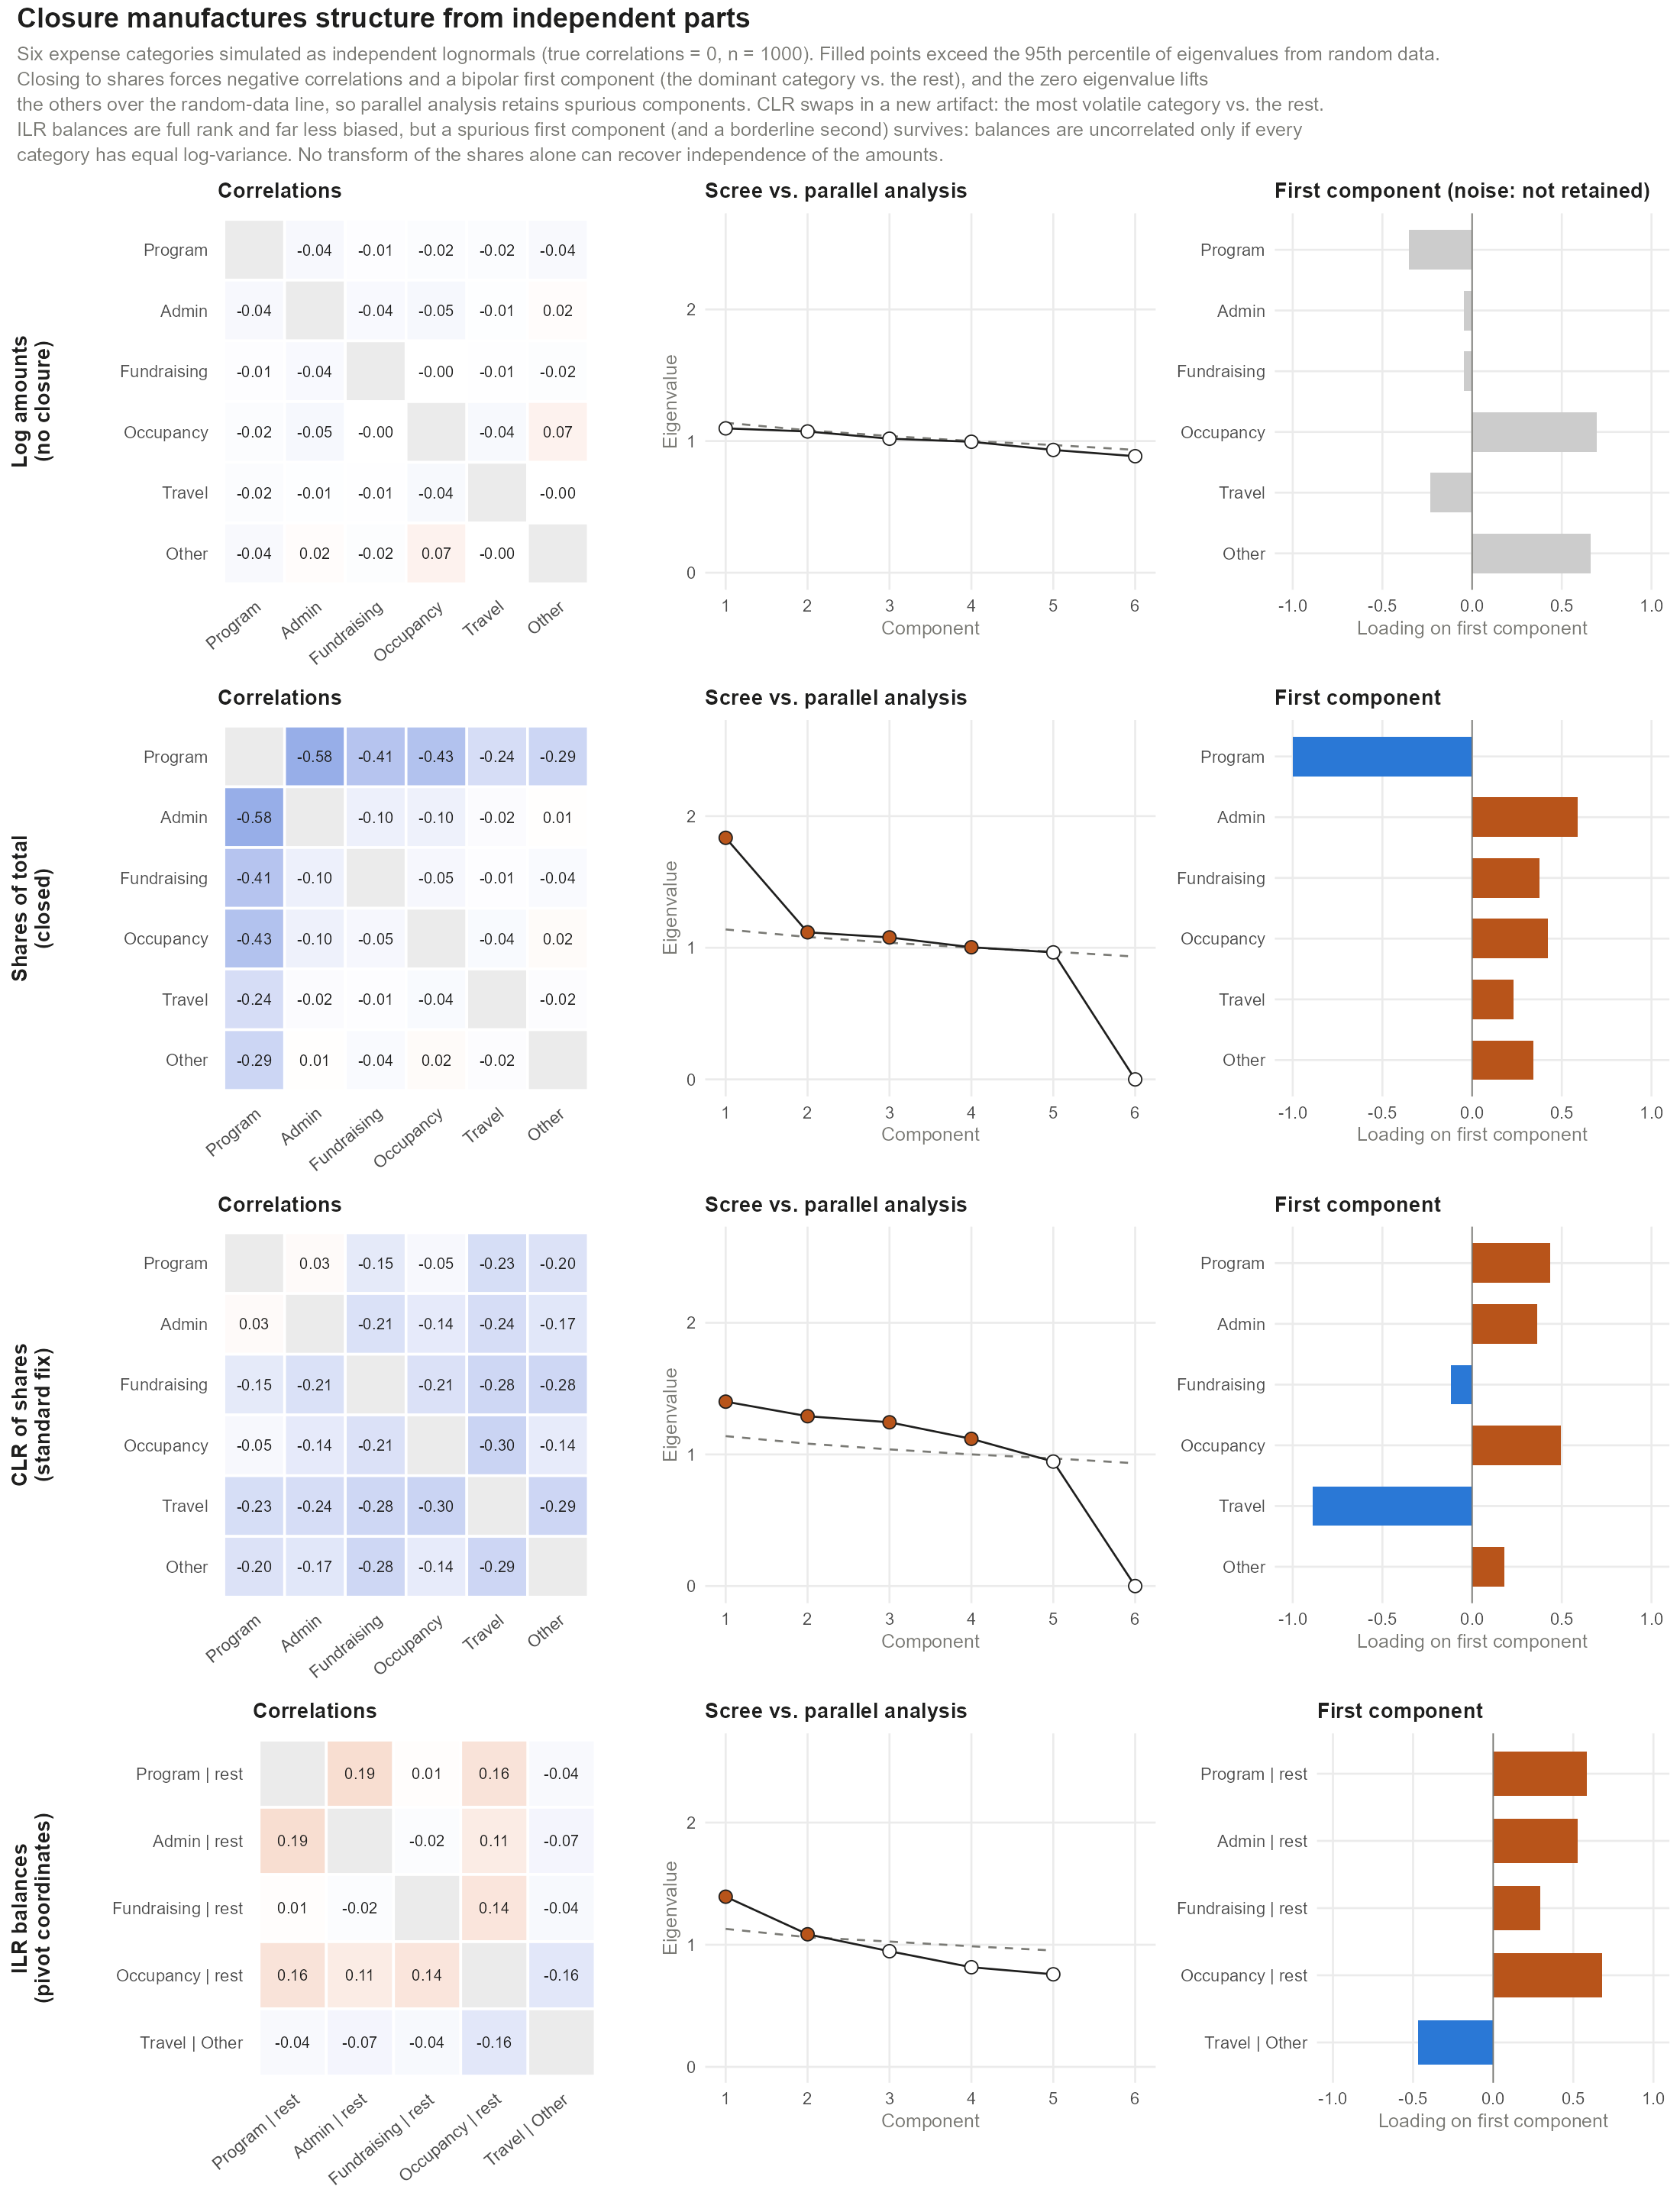 Closure manufactures structure from independent parts
Six expense categories simulated as independent lognormals (true correlations = 0, n = 1000). Filled points exceed the 95th percentile of eigenvalues from random data.
Closing to shares forces negative correlations and a bipolar first component (the dominant category vs. the rest), and the zero eigenvalue lifts
the others over the random-data line, so parallel analysis retains spurious components. CLR swaps in a new artifact: the most volatile category vs. the rest.
ILR balances are full rank and far less biased, but a spurious first component (and a borderline second) survives: balances are uncorrelated only if every
category has equal log-variance. No transform of the shares alone can recover independence of the amounts.
Log amounts
(no closure)
Correlations
Program -0.04 -0.01 -0.02 -0.02 -0.04
Admin -0.04 -0.04 -0.05 -0.01 0.02
Fundraising -0.01 -0.04 -0.00 -0.01 -0.02
Occupancy -0.02 -0.05 -0.00 -0.04 0.07
Travel -0.02 -0.01 -0.01 -0.04 -0.00
Other -0.04 0.02 -0.02 0.07 -0.00
Program Admin Fundraising Occupancy Travel Other
Scree vs. parallel analysis
Eigenvalue
2
1
0
1 2 3 4 5 6
Component
First component (noise: not retained)
Program
Admin
Fundraising
Occupancy
Travel
Other
-1.0 -0.5 0.0 0.5 1.0
Loading on first component
Shares of total
(closed)
Correlations
Program -0.58 -0.41 -0.43 -0.24 -0.29
Admin -0.58 -0.10 -0.10 -0.02 0.01
Fundraising -0.41 -0.10 -0.05 -0.01 -0.04
Occupancy -0.43 -0.10 -0.05 -0.04 0.02
Travel -0.24 -0.02 -0.01 -0.04 -0.02
Other -0.29 0.01 -0.04 0.02 -0.02
Program Admin Fundraising Occupancy Travel Other
Scree vs. parallel analysis
Eigenvalue
2
1
0
1 2 3 4 5 6
Component
First component
Program
Admin
Fundraising
Occupancy
Travel
Other
-1.0 -0.5 0.0 0.5 1.0
Loading on first component
CLR of shares
(standard fix)
Correlations
Program 0.03 -0.15 -0.05 -0.23 -0.20
Admin 0.03 -0.21 -0.14 -0.24 -0.17
Fundraising -0.15 -0.21 -0.21 -0.28 -0.28
Occupancy -0.05 -0.14 -0.21 -0.30 -0.14
Travel -0.23 -0.24 -0.28 -0.30 -0.29
Other -0.20 -0.17 -0.28 -0.14 -0.29
Program Admin Fundraising Occupancy Travel Other
Scree vs. parallel analysis
Eigenvalue
2
1
0
1 2 3 4 5 6
Component
First component
Program
Admin
Fundraising
Occupancy
Travel
Other
-1.0 -0.5 0.0 0.5 1.0
Loading on first component
ILR balances
(pivot coordinates)
Correlations
Program | rest 0.19 0.01 0.16 -0.04
Admin | rest 0.19 -0.02 0.11 -0.07
Fundraising | rest 0.01 -0.02 0.14 -0.04
Occupancy | rest 0.16 0.11 0.14 -0.16
Travel | Other -0.04 -0.07 -0.04 -0.16
Program | rest Admin | rest Fundraising | rest Occupancy | rest Travel | Other
Scree vs. parallel analysis
Eigenvalue
2
1
0
1 2 3 4 5 6
Component
First component
Program | rest
Admin | rest
Fundraising | rest
Occupancy | rest
Travel | Other
-1.0 -0.5 0.0 0.5 1.0
Loading on first component